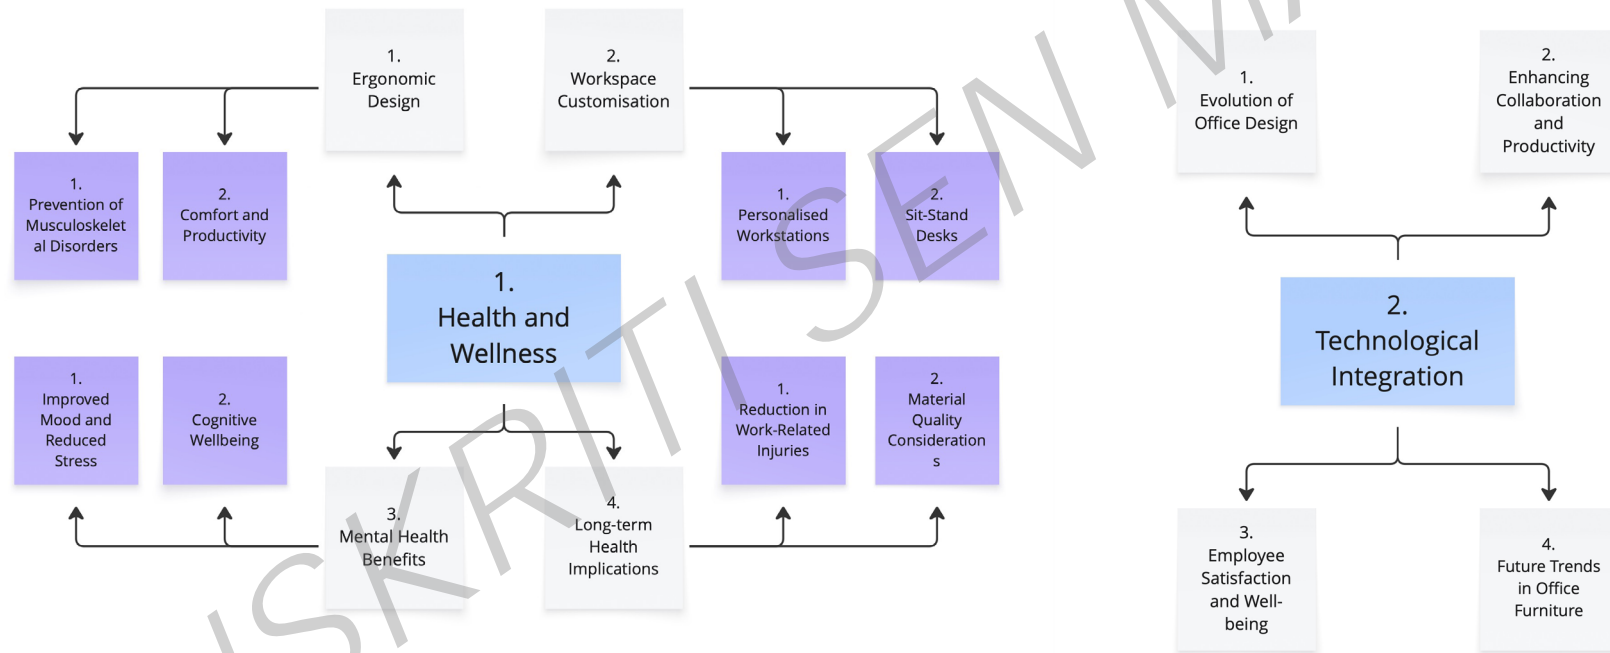 1.
Ergonomic
Design
2.
Workspace
Customisation
1.
Prevention of
Musculoskelet
al Disorders
2.
Comfort and
Productivity
1.
Personalised
Workstations
2.
Sit-Stand
Desks
1.
Health and
Wellness
1.
Improved
Mood and
Reduced
Stress
2.
Cognitive
Wellbeing
1.
Reduction in
Work-Related
Injuries
2.
Material
Quality
Consideration
s
3.
Mental Health
Benefits
4.
Long-term
Health
Implications
1.
Evolution of
Office Design
2.
Enhancing
Collaboration
and
Productivity
2.
Technological
Integration
3.
Employee
Satisfaction
and Well-
being
4.
Future Trends
in Office
Furniture
SKRITI SEN